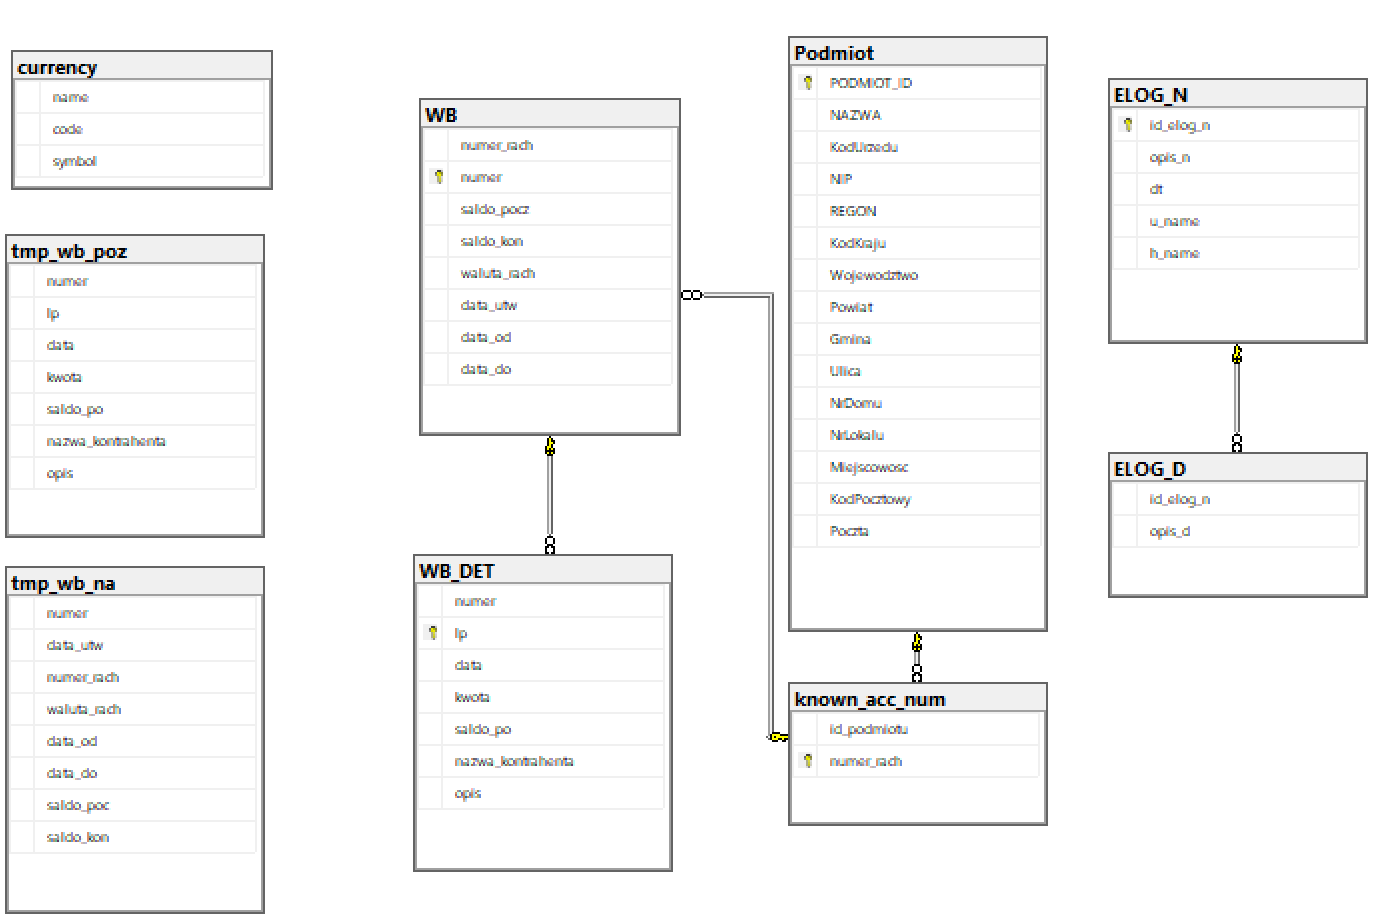 currency
name
code
symbol
tmp_wb_poz
numer
lp
data
kwota
saldo_po
nazwa_kontrahenta
opis
tmp_wb_na
numer
data_utw
numer_rach
waluta_rach
data_od
data_do
saldo_poc
saldo_kon
WB
numer_rach
numer
saldo_pocz
saldo_kon
waluta_rach
data_utw
data_od
data_do
WB_DET
numer
lp
data
kwota
saldo_po
nazwa_kontrahenta
opis
Podmiot
PODMIOT_ID
NAZWA
KodUrzedu
NIP
REGON
KodKraju
Wojewodztwo
Powiat
Gmina
Ulica
NrDomu
NrLokalu
Miejscowosc
KodPocztowy
Poczta
known_acc_num
id_podmiotu
numer_rach
ELOG_N
id_elog_n
opis_n
dt
u_name
h_name
ELOG_D
id_elog_n
opis_d